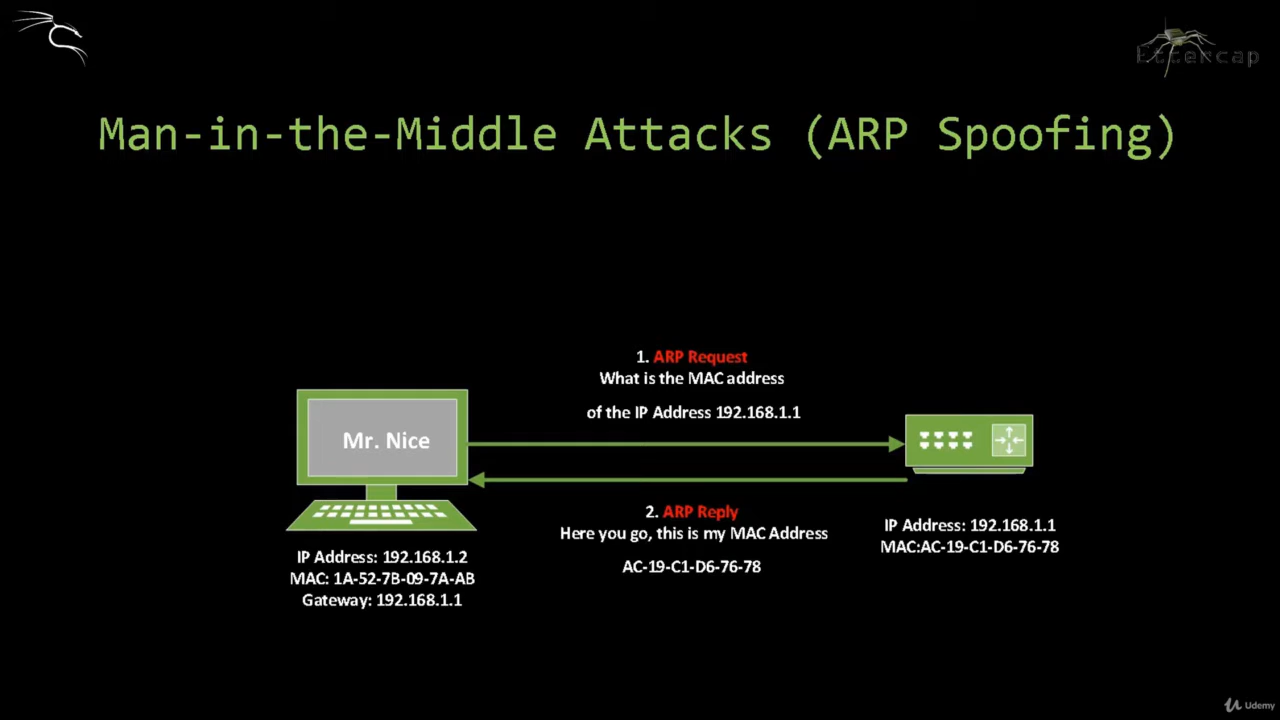 Ettercap
Man-in-the-Middle Attacks (ARP Spoofing)
1. ARP Request
What is the MAC address
of the IP Address 192.168.1.1
Mr. Nice
2. ARP Reply
Here you go, this is my MAC Address
AC-19-C1-D6-76-78
IP Address: 192.168.1.1
MAC:AC-19-C1-D6-76-78
IP Address: 192.168.1.2
MAC: 1A-52-7B-09-7A-AB
Gateway: 192.168.1.1
Udemy